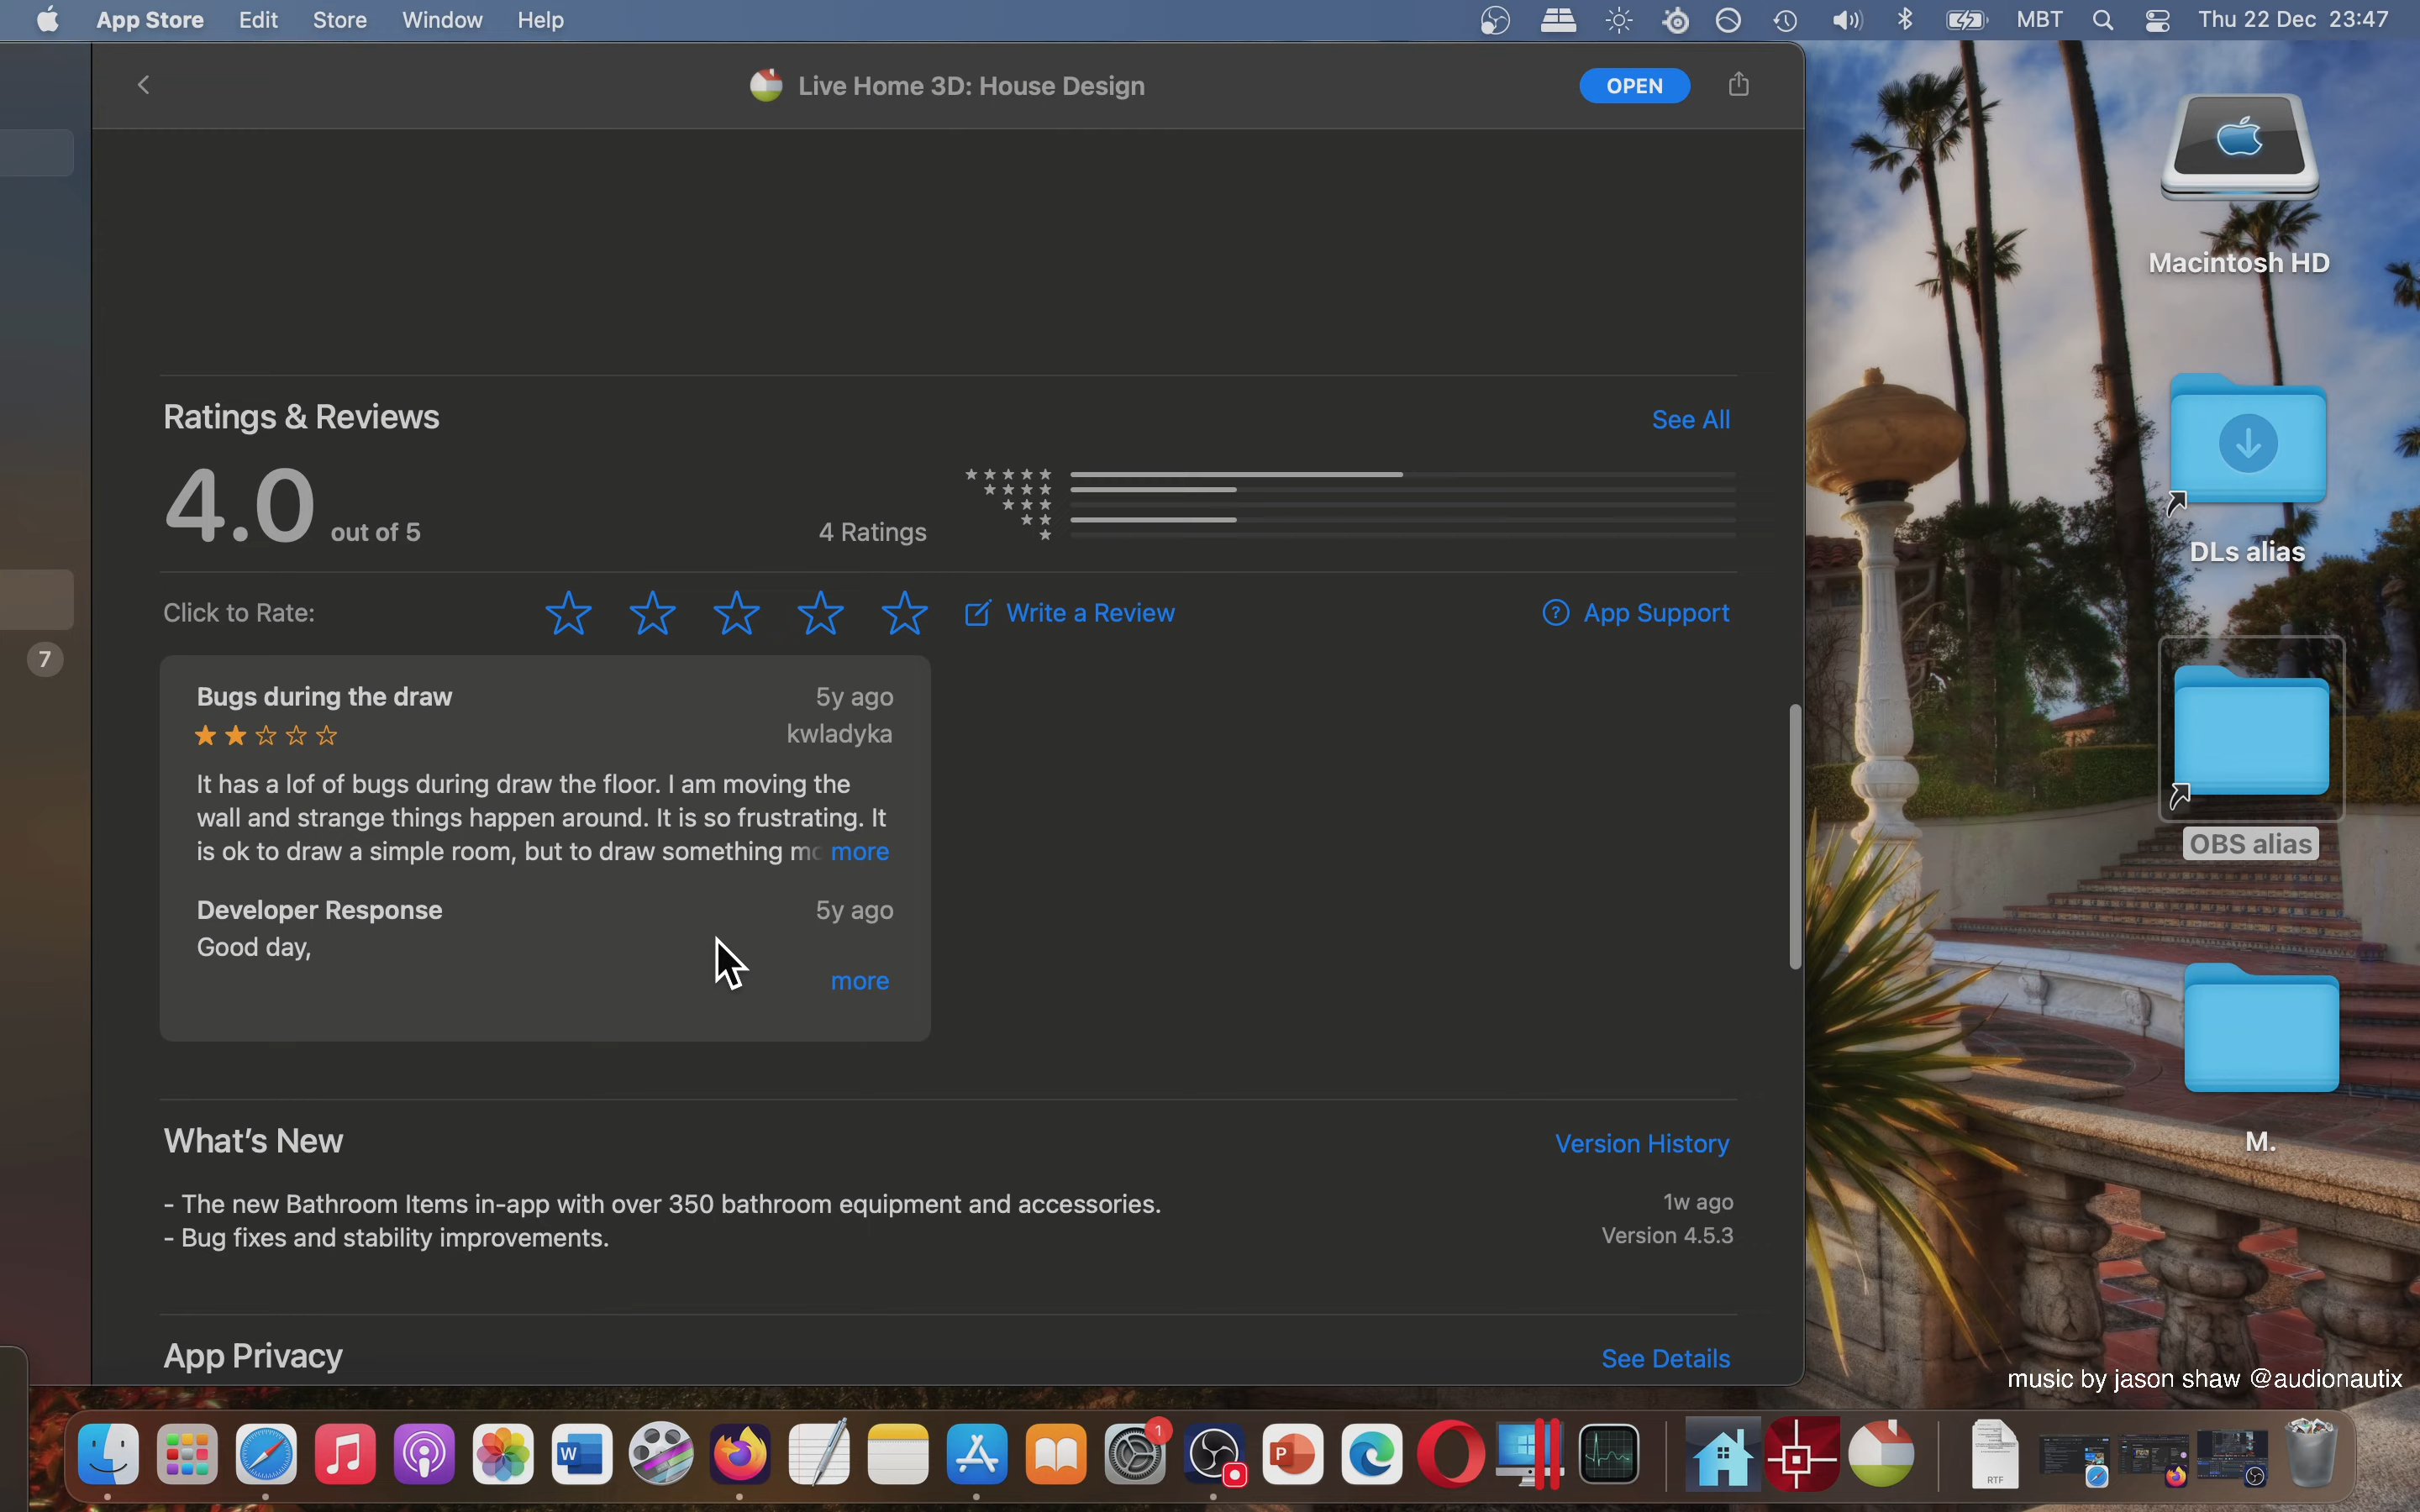 App Store Edit Store Window Help MBT Thu 22 Dec 23:47
Live Home 3D: House Design
OPEN
Macintosh HD
Ratings & Reviews
See All
4.0 out of 5
4 Ratings
DLs alias
Click to Rate:
Write a Review
App Support
7
Bugs during the draw
5y ago
kwladyka
It has a lof of bugs during draw the floor. I am moving the
wall and strange things happen around. It is so frustrating. It
is ok to draw a simple room, but to draw something more
OBS alias
Developer Response
5y ago
Good day,
more
M.
What's New
Version History
- The new Bathroom Items in-app with over 350 bathroom equipment and accessories.
1w ago
- Bug fixes and stability improvements.
Version 4.5.3
App Privacy
See Details
music by jason shaw @audionautix
1
W
P
RTF